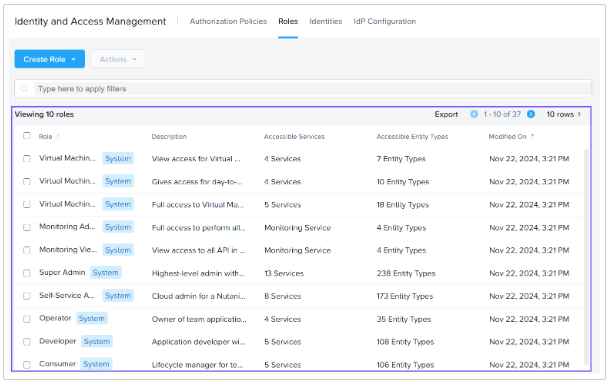 Identity and Access Management Authorization Policies Roles Identities IdP Configuration
Create Role Actions
Type here to apply filters
Viewing 10 roles Export 1 - 10 of 37 10 rows
Role Description Accessible Services Accessible Entity Types Modified On
Virtual Machin... System View access for Virtual ... 4 Services 7 Entity Types Nov 22, 2024, 3:21 PM
Virtual Machin... System Gives access for day-to-... 4 Services 10 Entity Types Nov 22, 2024, 3:21 PM
Virtual Machin... System Full access to Virtual Ma... 5 Services 18 Entity Types Nov 22, 2024, 3:21 PM
Monitoring Ad... System Full access to perform all... Monitoring Service 4 Entity Types Nov 22, 2024, 3:21 PM
Monitoring Vie... System View access to all API in ... Monitoring Service 4 Entity Types Nov 22, 2024, 3:21 PM
Super Admin System Highest-level admin with... 13 Services 238 Entity Types Nov 22, 2024, 3:21 PM
Self-Service A... System Cloud admin for a Nutani... 8 Services 173 Entity Types Nov 22, 2024, 3:21 PM
Operator System Owner of team applicatio... 4 Services 35 Entity Types Nov 22, 2024, 3:21 PM
Developer System Application developer wi... 5 Services 108 Entity Types Nov 22, 2024, 3:21 PM
Consumer System Lifecycle manager for te... 5 Services 106 Entity Types Nov 22, 2024, 3:21 PM